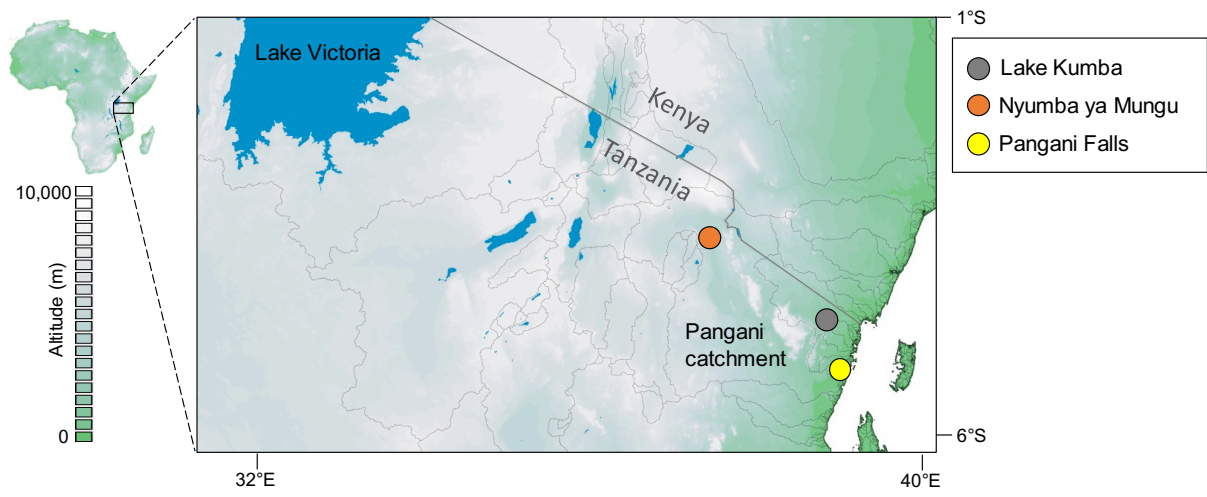 1°S
Lake Victoria
Lake Kumba
Nyumba ya Mungu
Pangani Falls
Kenya
Tanzania
10,000
Altitude (m)
0
Pangani
catchment
6°S
32°E
40°E